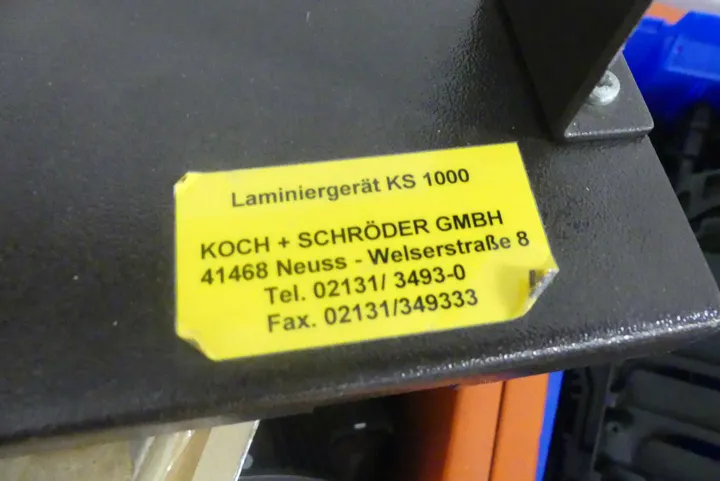 Laminiergerät KS 1000
KOCH + SCHRÖDER GMBH
41468 Neuss - Welserstraße 8
Tel. 02131/ 3493-0
Fax. 02131/349333